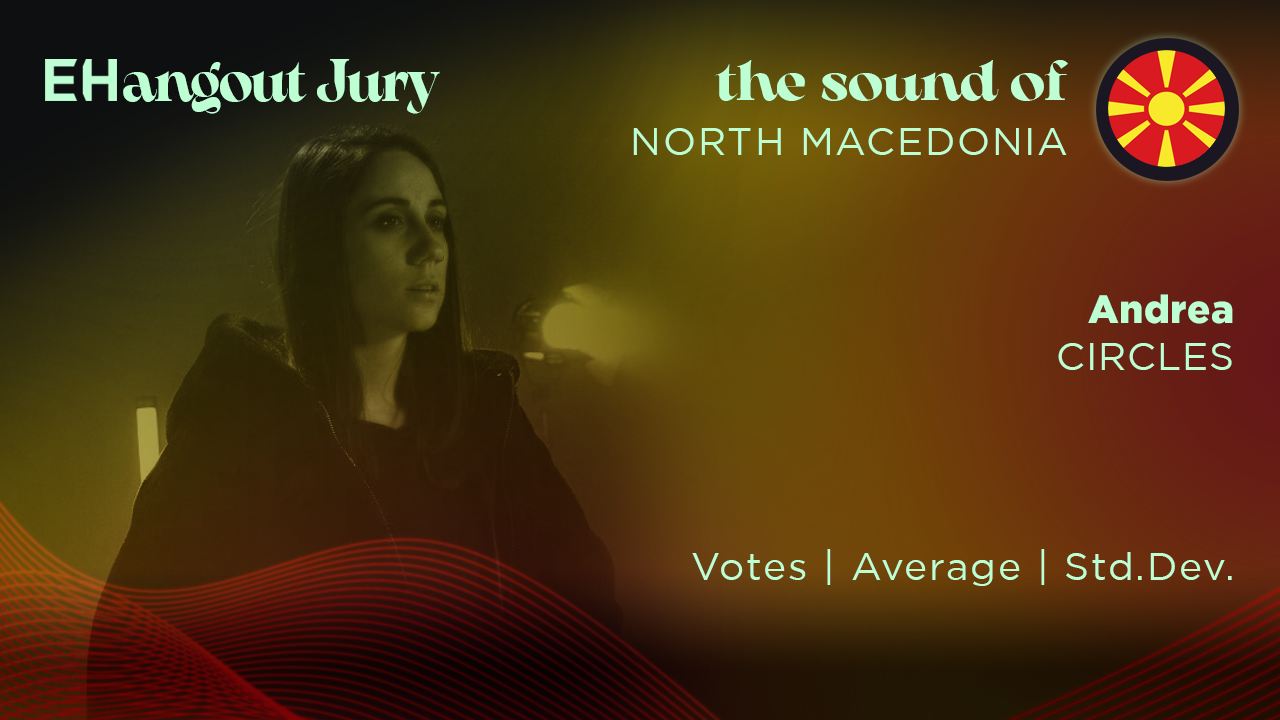 EHangout Jury
the sound of
NORTH MACEDONIA
Andrea
CIRCLES
Votes | Average | Std.Dev.